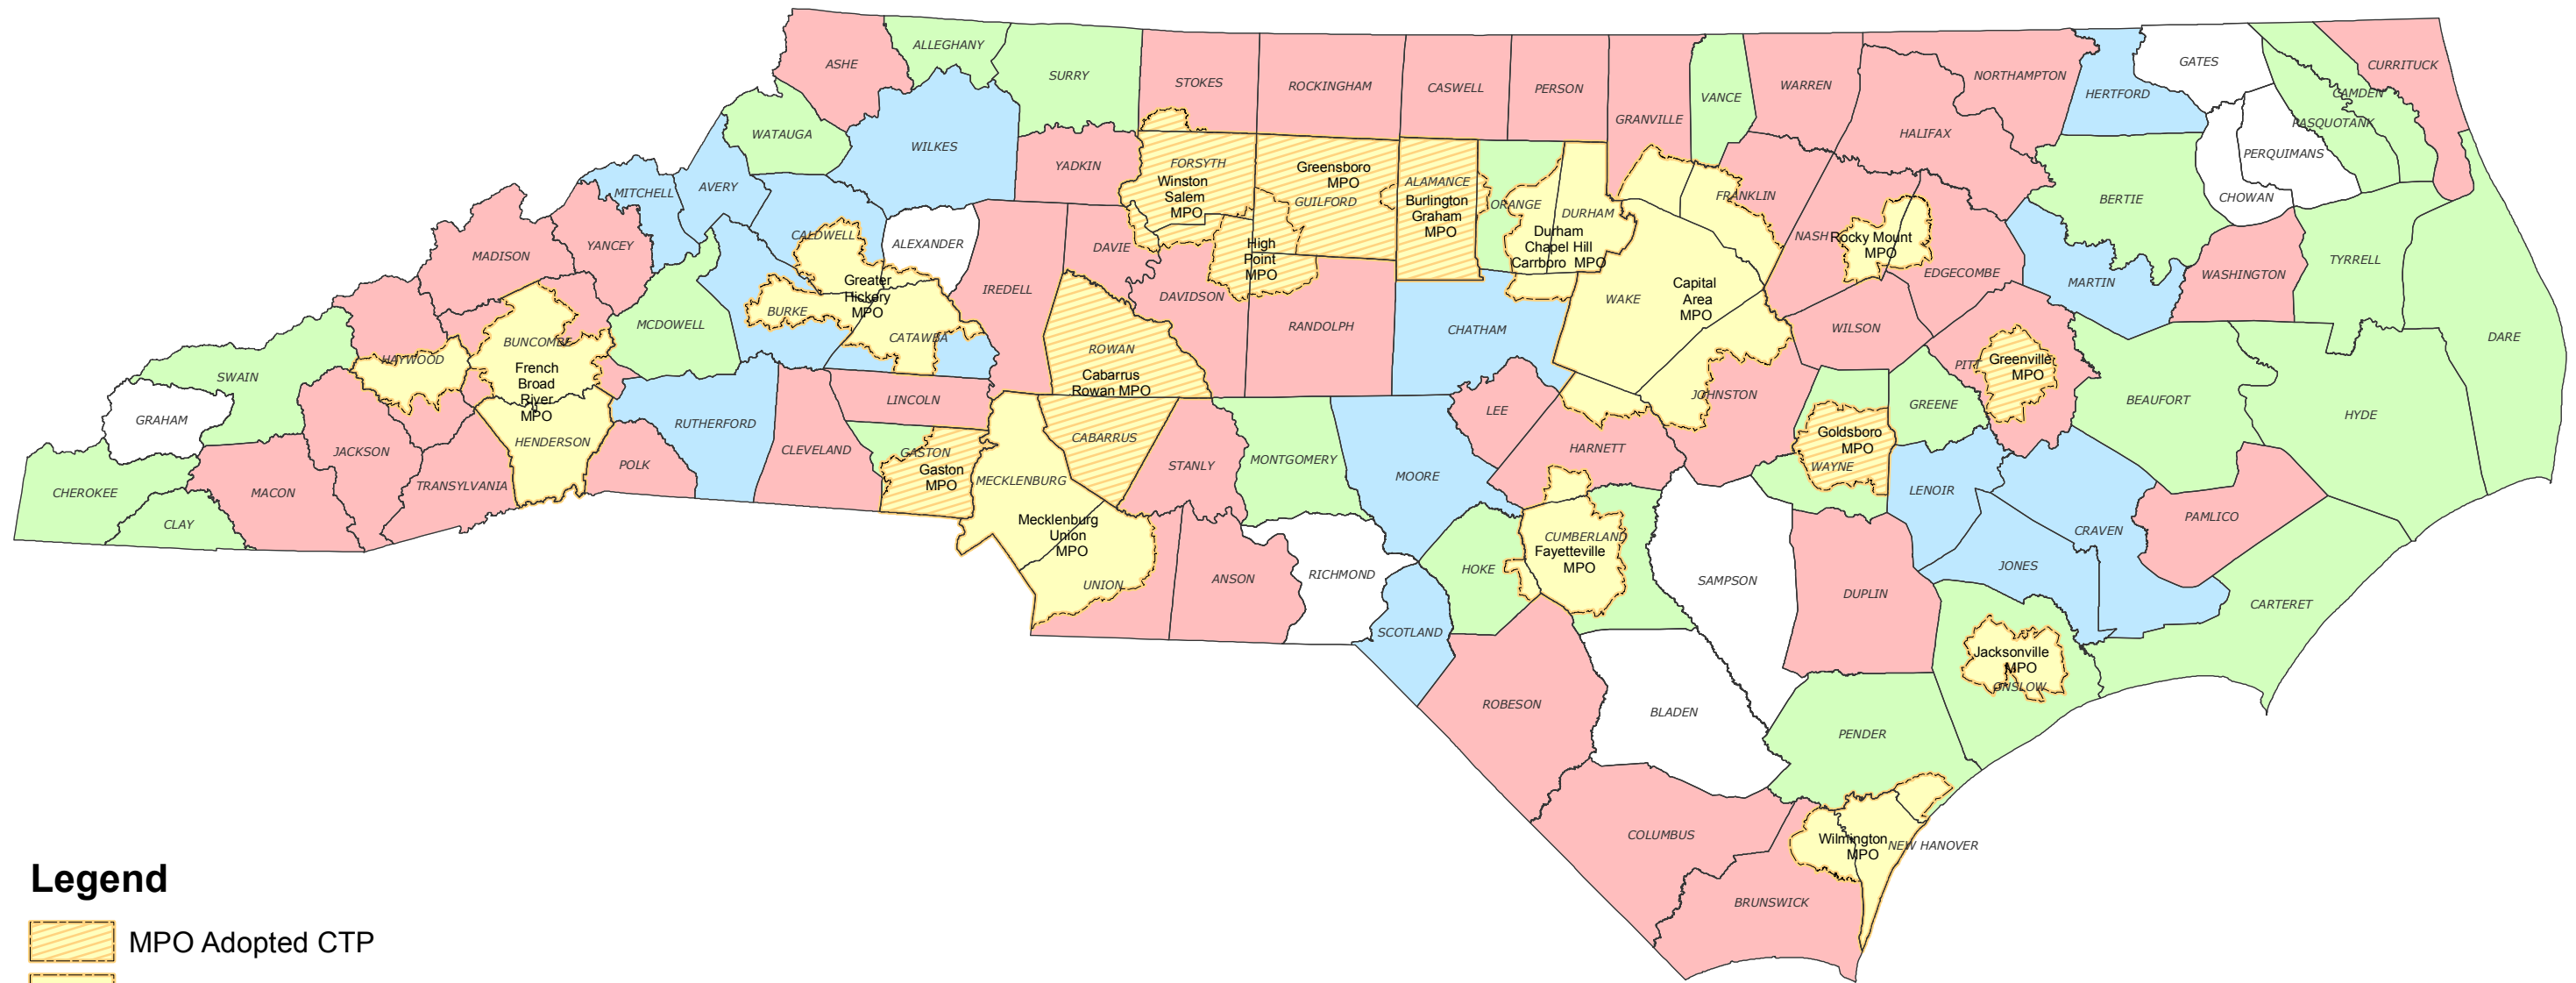 ASHE
ALLEGHANY
SURRY
STOKES
ROCKINGHAM
CASWELL
PERSON
GRANVILLE
VANCE
WARREN
NORTHAMPTON
HERTFORD
GATES
CURRITUCK
CAMDEN
PASQUOTANK
PERQUIMANS
CHOWAN
HALIFAX
BERTIE
WATAUGA
WILKES
YADKIN
FORSYTH
Winston
Salem
MPO
Greensboro
MPO
GUILFORD
ALAMANCE
Burlington
Graham
MPO
ORANGE
DURHAM
Durham
Chapel Hill
Carrboro MPO
FRANKLIN
NASH
Rocky Mount
MPO
EDGECOMBE
MARTIN
WASHINGTON
TYRRELL
DARE
MITCHELL
AVERY
CALDWELL
ALEXANDER
MADISON
YANCEY
IREDELL
DAVIE
High
Point
MPO
DAVIDSON
RANDOLPH
CHATHAM
WAKE
Capital
Area
MPO
WILSON
Greater
Hickory
MPO
BURKE
CATAWBA
MCDOWELL
BUNCOMBE
HAYWOOD
SWAIN
French
Broad
River
MPO
ROWAN
Cabarrus
Rowan MPO
PITT
Greenville
MPO
BEAUFORT
HYDE
GRAHAM
HENDERSON
RUTHERFORD
LINCOLN
CLEVELAND
GASTON
Gaston
MPO
CABARRUS
MECKLENBURG
STANLY
MONTGOMERY
MOORE
LEE
HARNETT
JOHNSTON
Goldsboro
MPO
WAYNE
GREENE
LENOIR
CRAVEN
PAMLICO
CHEROKEE
CLAY
MACON
JACKSON
TRANSYLVANIA
POLK
Mecklenburg
Union
MPO
UNION
ANSON
RICHMOND
SCOTLAND
HOKE
CUMBERLAND
Fayetteville
MPO
SAMPSON
DUPLIN
JONES
CARTERET
Jacksonville
MPO
ONSLOW
ROBESON
BLADEN
PENDER
COLUMBUS
Wilmington
MPO
NEW HANOVER
BRUNSWICK
Legend
MPO Adopted CTP